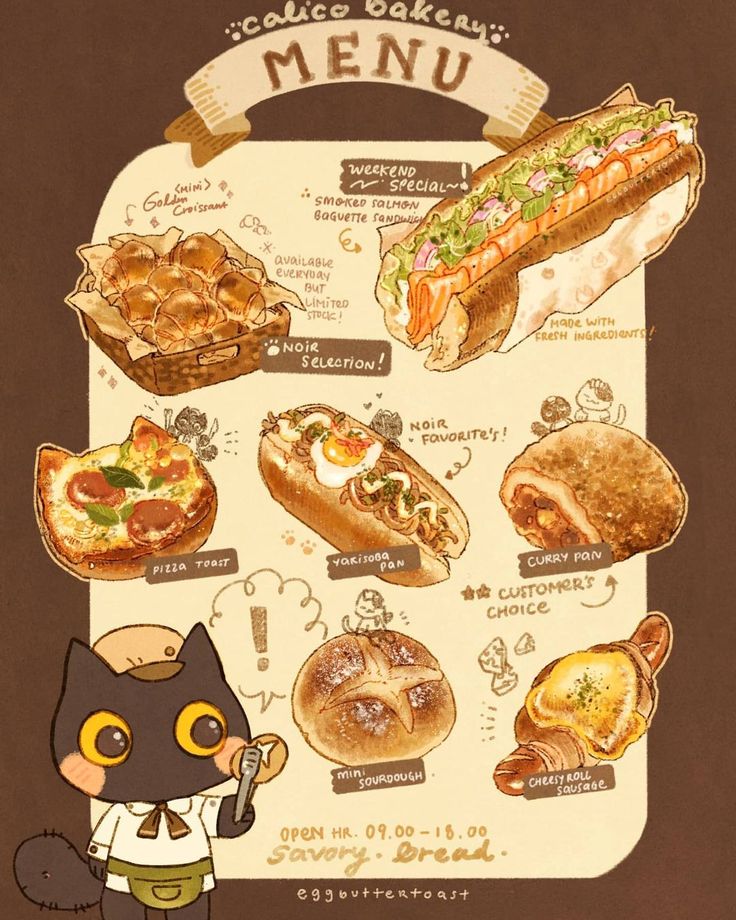 calico bakery
MENU
WEEKEND
SPECIAL~!
SMOKED SALMON
BAGUETTE SANDWICH
<MINI>
Golden
Croissant
AVAILABLE
EVERYDAY
BUT
LIMITED
STOCK!
MADE WITH
FRESH INGREDIENTS!
NOIR
SELECTION!
NOIR
FAVORITE'S!
PIZZA TOAST
YAKISOBA
PAN
CURRY PAN
CUSTOMER'S
CHOICE
!
MINI
SOURDOUGH
CHEESY ROLL
SAUSAGE
OPEN HR. 09.00 - 18.00
Savory. bread.
eggbuttertoast